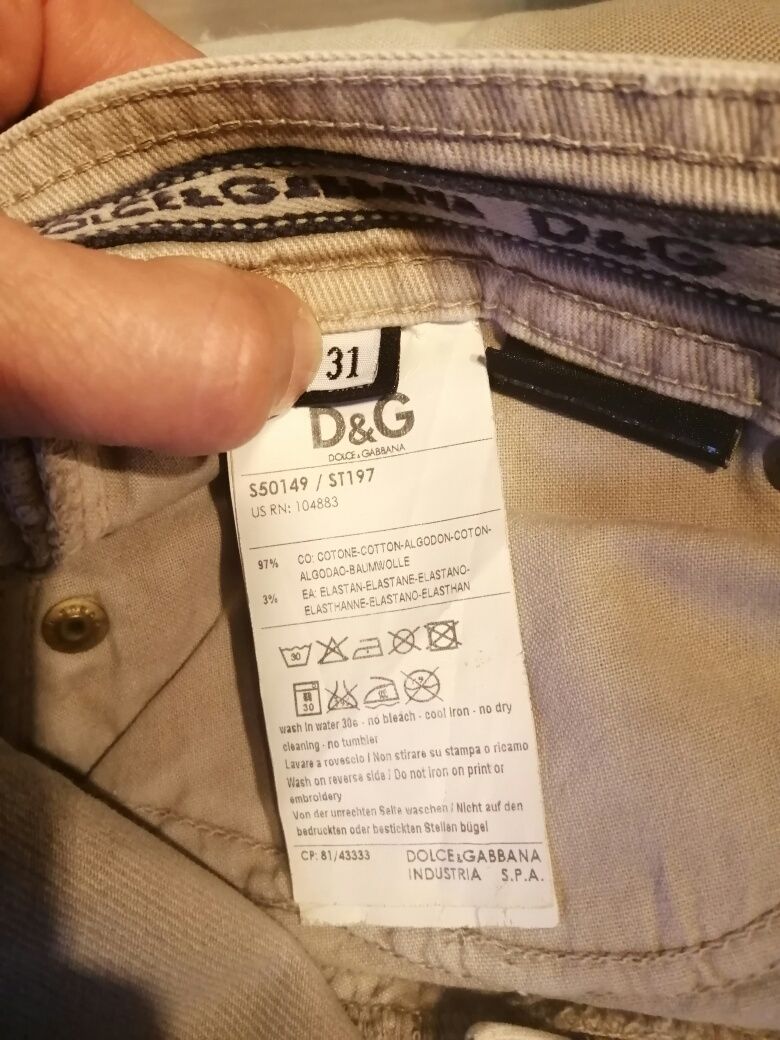 DOLCE&GABBANA D&G
31
D&G
DOLCE & GABBANA
S50149 / ST197
US RN: 104883
97% CO: COTONE-COTTON-ALGODON-COTON-
ALGODAO-BAUMWOLLE
3% EA: ELASTAN-ELASTANE-ELASTANO-
ELASTHANNE-ELASTANO-ELASTHAN
30
30
wash in water 30s - no bleach - cool iron - no dry
cleaning - no tumbler
Lavare a rovescio / Non stirare su stampa o ricamo
Wash on reverse side / Do not iron on print or
embroidery
Von der unrechten Seite waschen / Nicht auf den
bedruckten oder bestickten Stellen bügel
CP: 81/43333 DOLCE&GABBANA
INDUSTRIA S.P.A.